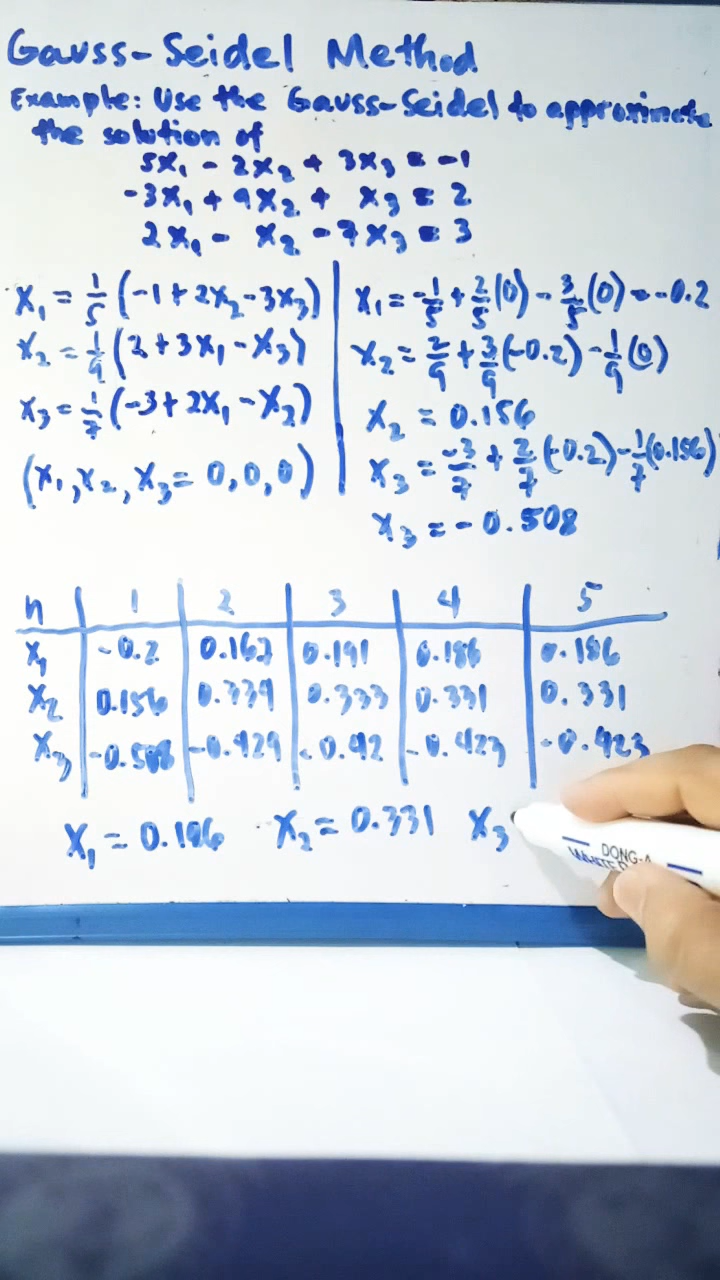 Gauss-Seidel Method
Example: Use the Gauss-Seidel to approximate
the solution of
5x₁ - 2x₂ + 3x₃ = -1
-3x₁ + 9x₂ + x₃ = 2
2x₁ - x₂ - 7x₃ = 3
x₁ = 1/5 (-1 + 2x₂ - 3x₃)
x₂ = 1/9 (2 + 3x₁ - x₃)
x₃ = 1/7 (-3 + 2x₁ - x₂)
(x₁, x₂, x₃ = 0, 0, 0)
x₁ = -1/5 + 2/5 (0) - 3/5 (0) = -0.2
x₂ = 2/9 + 3/9 (-0.2) - 1/9 (0)
x₂ = 0.156
x₃ = -3/7 + 2/7 (-0.2) - 1/7 (0.156)
x₃ = -0.508
n 1 2 3 4 5
x₁ -0.2 0.167 0.191 0.186 0.186
x₂ 0.156 0.334 0.333 0.331 0.331
x₃ -0.508 -0.429 -0.42 -0.423 -0.423
x₁ = 0.186 x₂ = 0.331 x₃
DONG-A